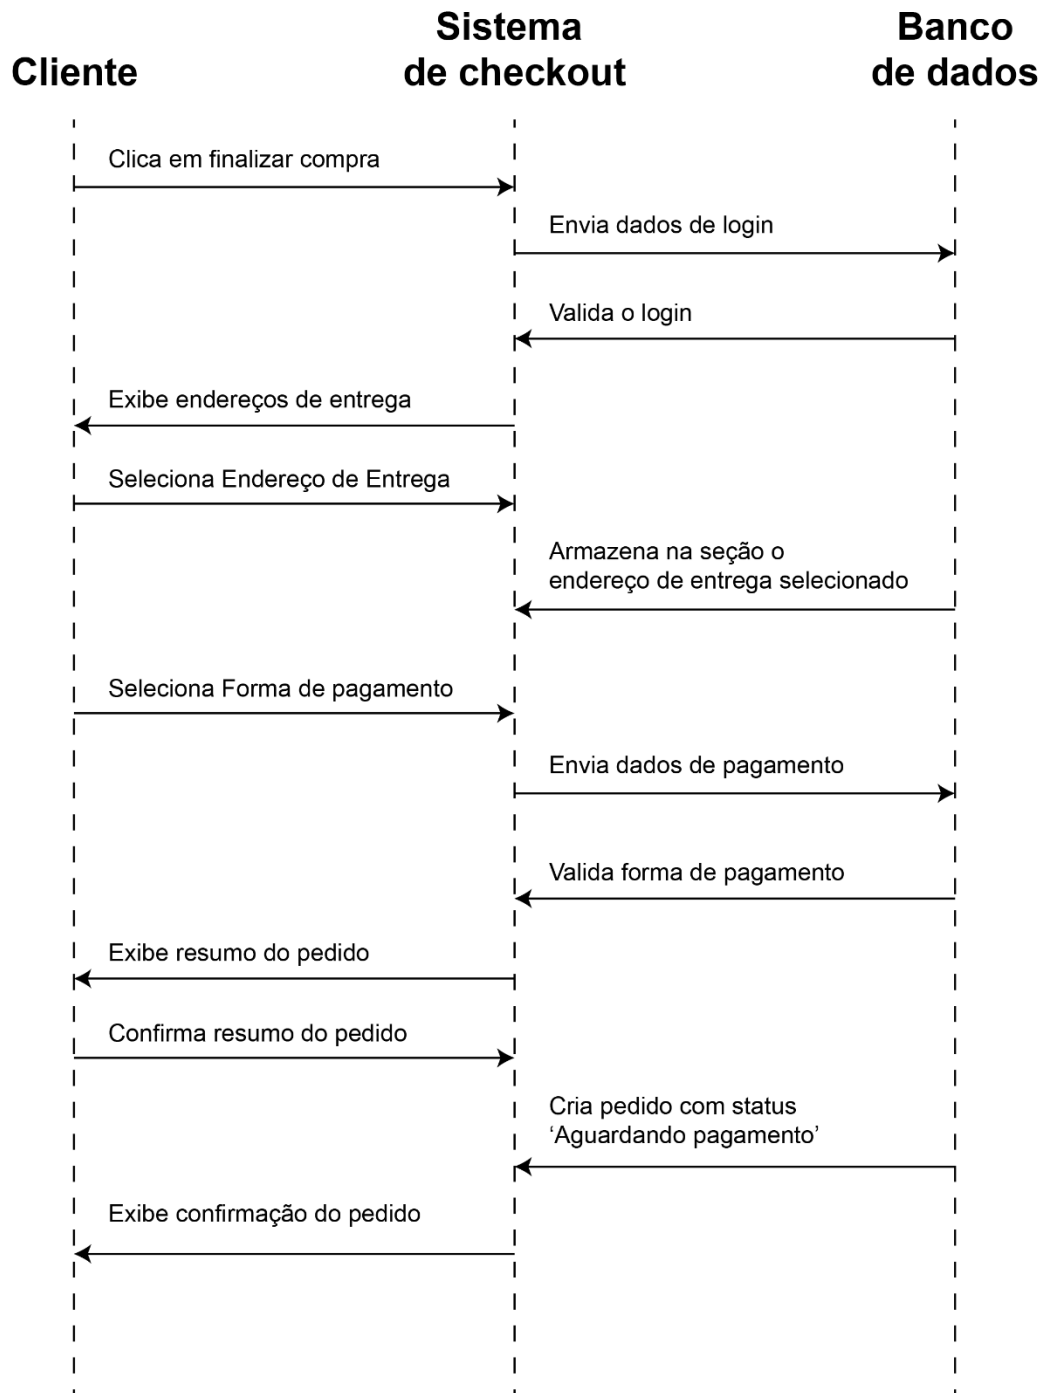 Cliente
Sistema
de checkout
Banco
de dados
Clica em finalizar compra
Envia dados de login
Valida o login
Exibe endereços de entrega
Seleciona Endereço de Entrega
Armazena na seção o
endereço de entrega selecionado
Seleciona Forma de pagamento
Envia dados de pagamento
Valida forma de pagamento
Exibe resumo do pedido
Confirma resumo do pedido
Cria pedido com status
‘Aguardando pagamento’
Exibe confirmação do pedido